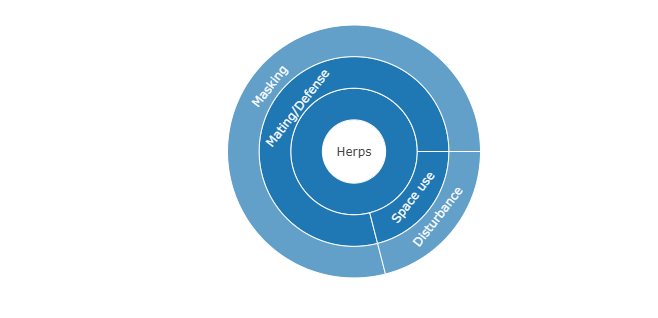 Masking
Mating/Defense
Herps
Space use
Disturbance